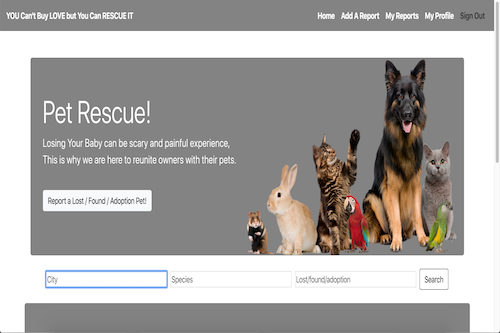 YOU Can't Buy LOVE but You Can RESCUE IT
Home Add A Report My Reports My Profile Sign Out
Pet Rescue!
Losing Your Baby can be scary and painful experience,
This is why we are here to reunite owners with their pets.
Report a Lost / Found / Adoption Pet!
City Species Lost/found/adoption Search